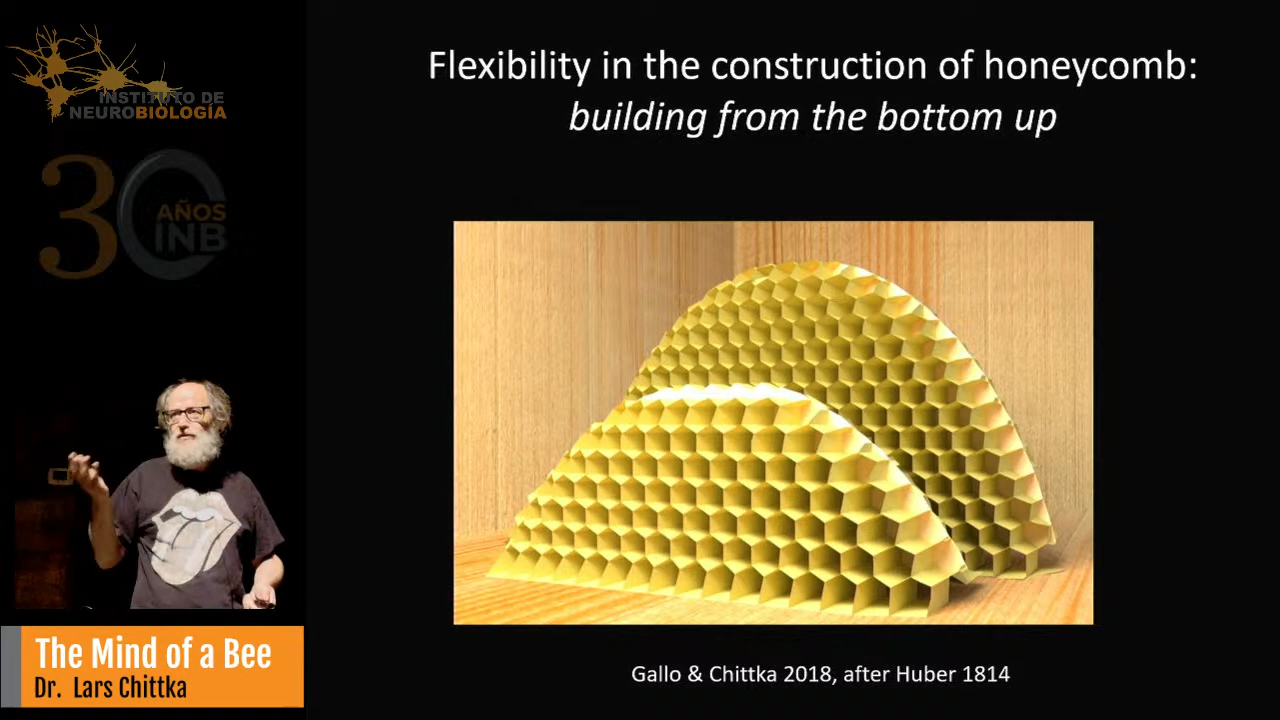 INSTITUTO DE
NEUROBIOLOGÍA
30
AÑOS
INB
Flexibility in the construction of honeycomb:
building from the bottom up
Gallo & Chittka 2018, after Huber 1814
The Mind of a Bee
Dr. Lars Chittka